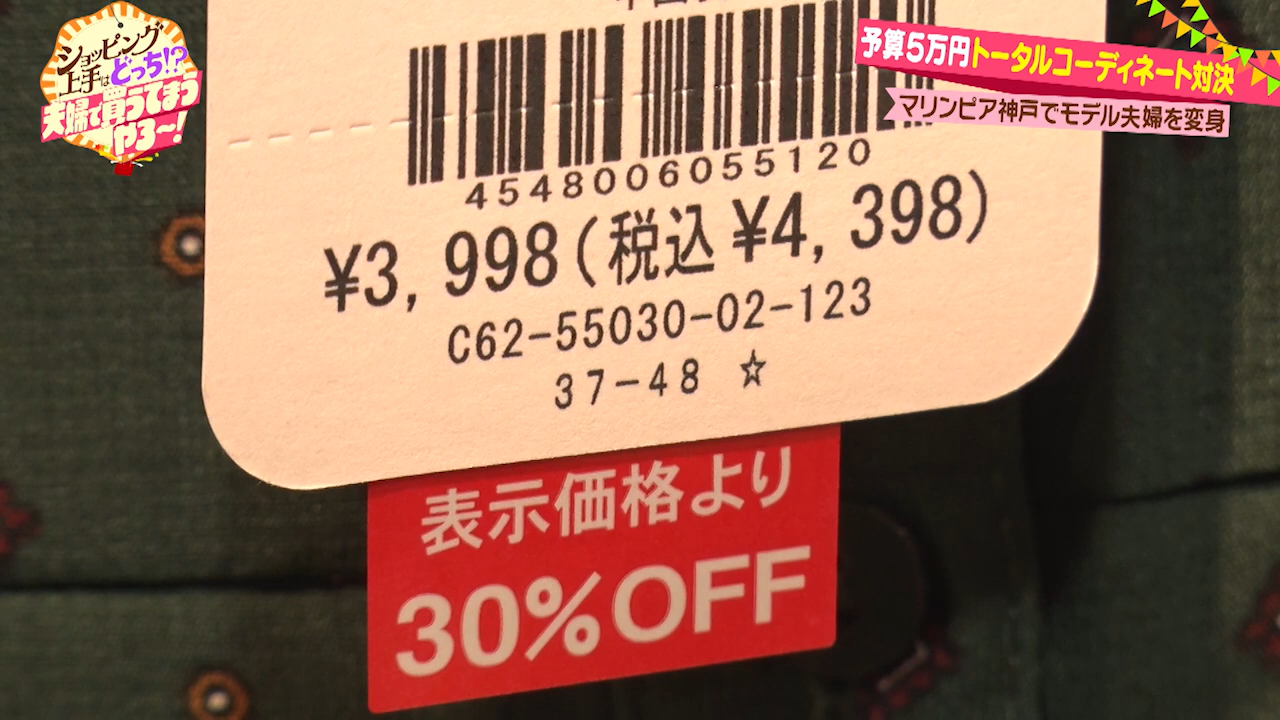 ショッピング
上手はどっち!?
夫婦で買うてまう
やろ～!
予算5万円トータルコーディネート対決
マリンピア神戸でモデル夫婦を変身
4548006055120
¥3,998(税込¥4,398)
C62-55030-02-123
37-48 ☆
表示価格より
30%OFF